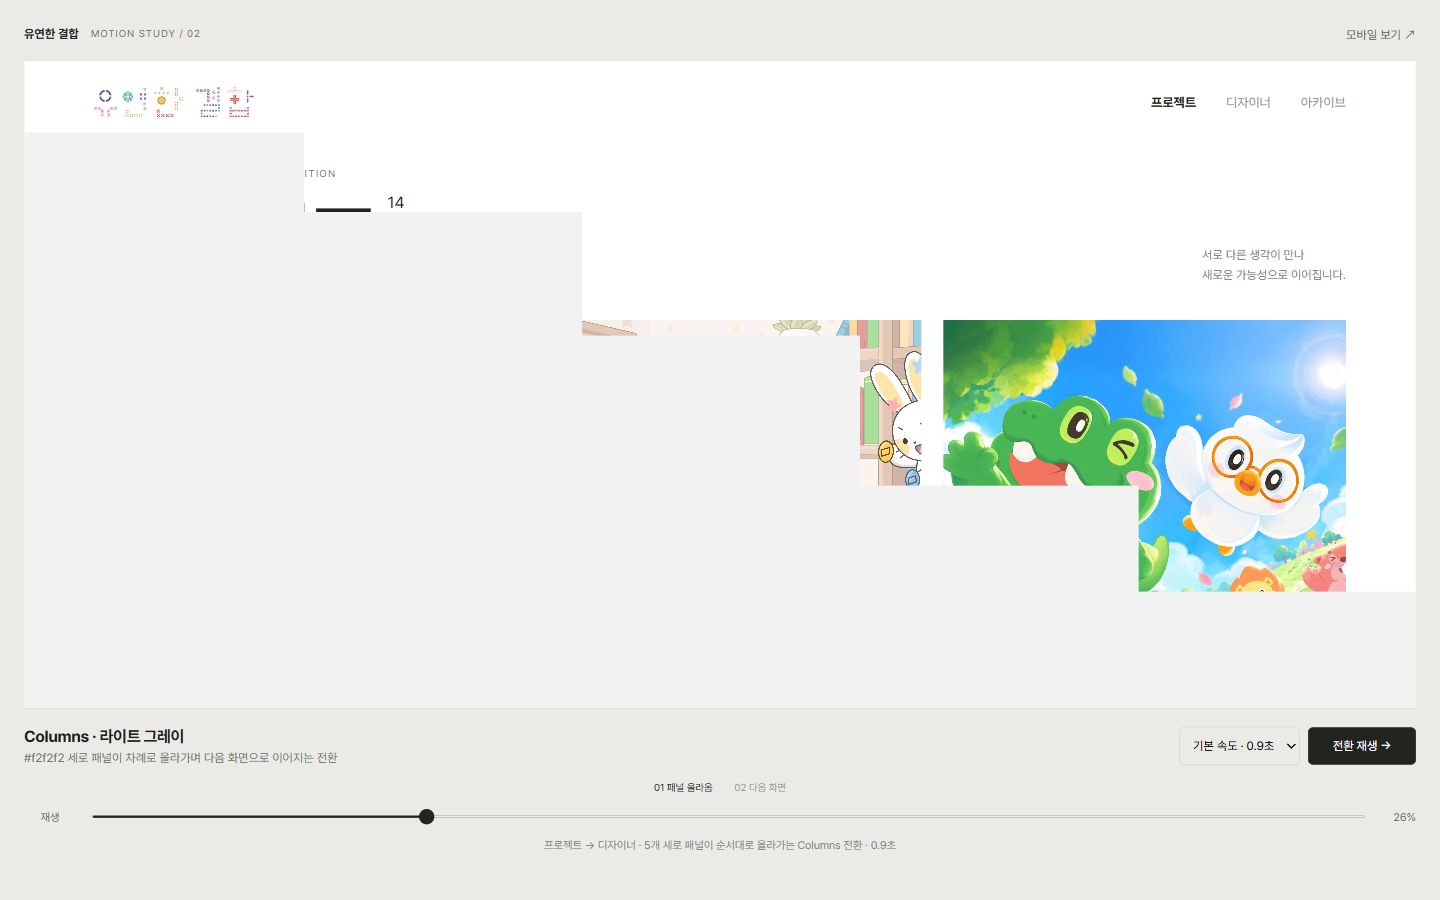 유연한 결합 MOTION STUDY / 02
모바일 보기 ↗
유연한 결합
프로젝트 디자이너 아카이브
ITION
14
서로 다른 생각이 만나
새로운 가능성으로 이어집니다.
Columns · 라이트 그레이
#f2f2f2 세로 패널이 차례로 올라가며 다음 화면으로 이어지는 전환
기본 속도 · 0.9초
전환 재생 →
01 패널 올라옴 02 다음 화면
재생 26%
프로젝트 → 디자이너 · 5개 세로 패널이 순서대로 올라가는 Columns 전환 · 0.9초